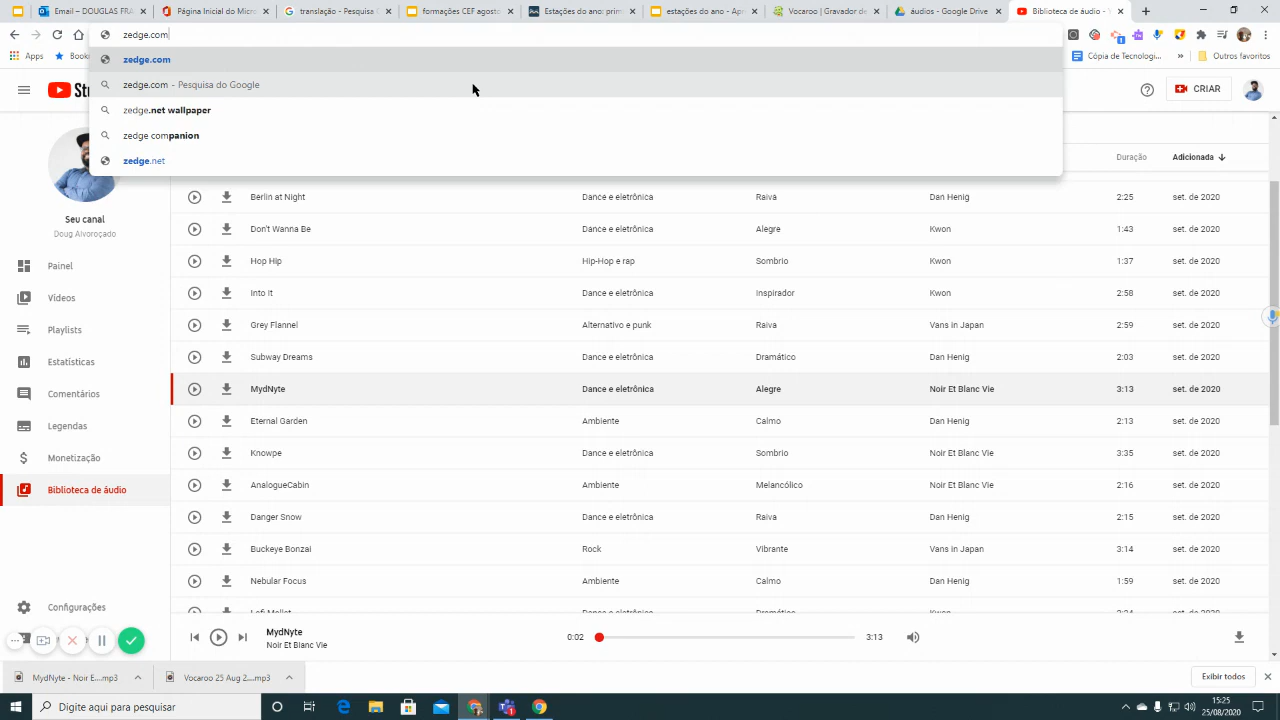 Email — DOUGLAS FRA
Página Inicial do Micros
translação - Pesquisa G
formações CEF agosto
Estações do ano: prim
estações do ano - Apr
Vocaroo | Gravador de
áudios - Google Drive
Biblioteca de áudio - Y
zedge.com
Apps
Book
Cópia de Tecnologi...
»
Outros favoritos
zedge.com
zedge.com - Pesquisa do Google
zedge.net wallpaper
zedge companion
zedge.net
St
CRIAR
Duração
Adicionada
Berlin at Night Dance e eletrônica Raiva Dan Henig 2:25 set. de 2020
Don't Wanna Be Dance e eletrônica Alegre Kwon 1:43 set. de 2020
Hop Hip Hip-Hop e rap Sombrio Kwon 1:37 set. de 2020
Into It Dance e eletrônica Inspirador Kwon 2:58 set. de 2020
Grey Flannel Alternativo e punk Raiva Vans in Japan 2:59 set. de 2020
Subway Dreams Dance e eletrônica Dramático Dan Henig 2:03 set. de 2020
MydNyte Dance e eletrônica Alegre Noir Et Blanc Vie 3:13 set. de 2020
Eternal Garden Ambiente Calmo Dan Henig 2:13 set. de 2020
Knowpe Dance e eletrônica Sombrio Noir Et Blanc Vie 3:35 set. de 2020
AnalogueCabin Ambiente Melancólico Noir Et Blanc Vie 2:16 set. de 2020
Danger Snow Dance e eletrônica Raiva Dan Henig 2:15 set. de 2020
Buckeye Bonzai Rock Vibrante Vans in Japan 3:14 set. de 2020
Nebular Focus Ambiente Calmo Dan Henig 1:59 set. de 2020
Seu canal
Doug Alvoroçado
Painel
Vídeos
Playlists
Estatísticas
Comentários
Legendas
Monetização
Biblioteca de áudio
Configurações
MydNyte
Noir Et Blanc Vie
0:02
3:13
MydNyte - Noir E....mp3
Vocaroo 25 Aug 2....mp3
Exibir todos
Digite aqui para pesquisar
15:25
25/08/2020